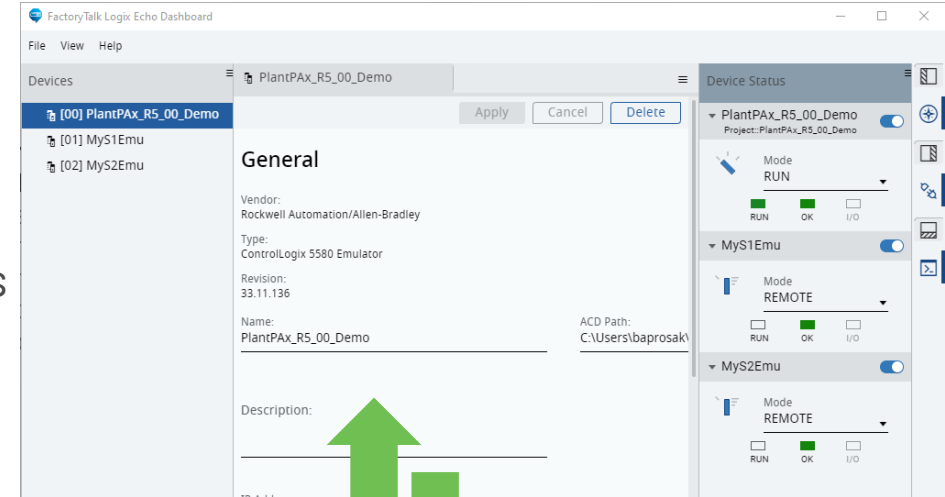 FactoryTalk Logix Echo Dashboard
File View Help
Devices
[00] PlantPAx_R5_00_Demo
[01] MyS1Emu
[02] MyS2Emu
s
PlantPAx_R5_00_Demo
Apply Cancel Delete
General
Vendor:
Rockwell Automation/Allen-Bradley
Type:
ControlLogix 5580 Emulator
Revision:
33.11.136
Name:
PlantPAx_R5_00_Demo
ACD Path:
C:\Users\baprosak\
Description:
Device Status
PlantPAx_R5_00_Demo
Project::PlantPAx_R5_00_Demo
Mode
RUN
RUN OK I/O
MyS1Emu
Mode
REMOTE
RUN OK I/O
MyS2Emu
Mode
REMOTE
RUN OK I/O